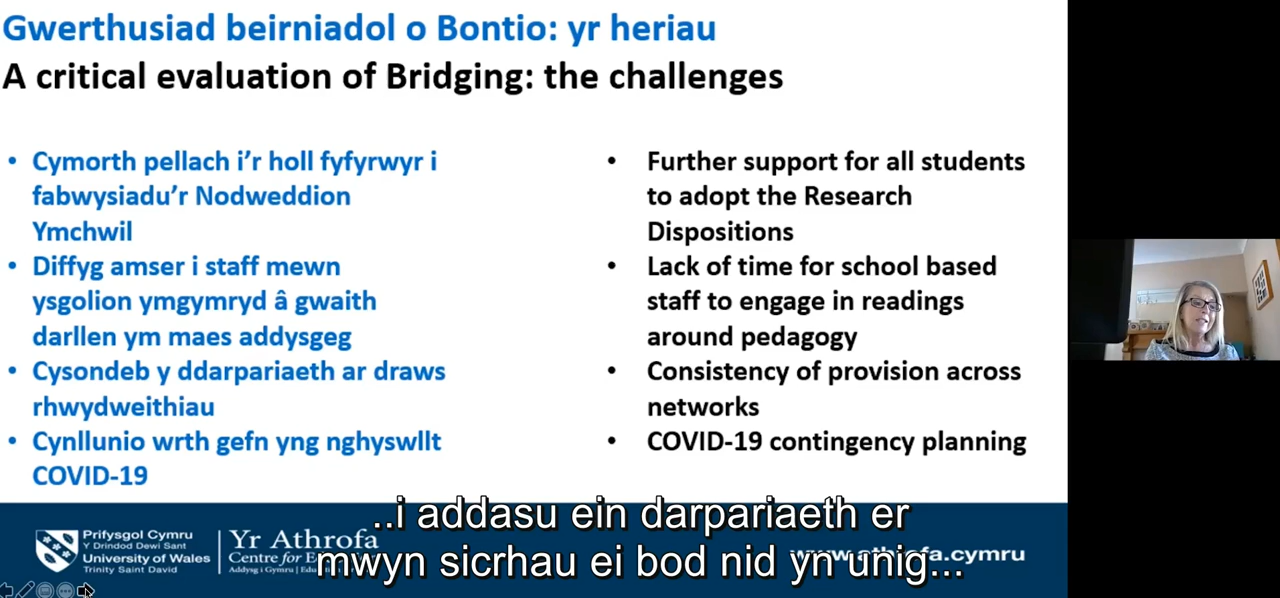 Gwerthusiad beirniadol o Bontio: yr heriau
A critical evaluation of Bridging: the challenges
• Cymorth pellach i’r holl fyfyrwyr i
fabwysiadu’r Nodweddion
Ymchwil
• Diffyg amser i staff mewn
ysgolion ymgymryd â gwaith
darllen ym maes addysgeg
• Cysondeb y ddarpariaeth ar draws
rhwydweithiau
• Cynllunio wrth gefn yng nghyswllt
COVID-19
• Further support for all students
to adopt the Research
Dispositions
• Lack of time for school based
staff to engage in readings
around pedagogy
• Consistency of provision across
networks
• COVID-19 contingency planning
..i addasu ein darpariaeth er
mwyn sicrhau ei bod nid yn unig...
Prifysgol Cymru
Y Drindod Dewi Sant
University of Wales
Trinity Saint David
Yr Athrofa
Centre for
Addysg i Gymru
www.athrofa.cymru